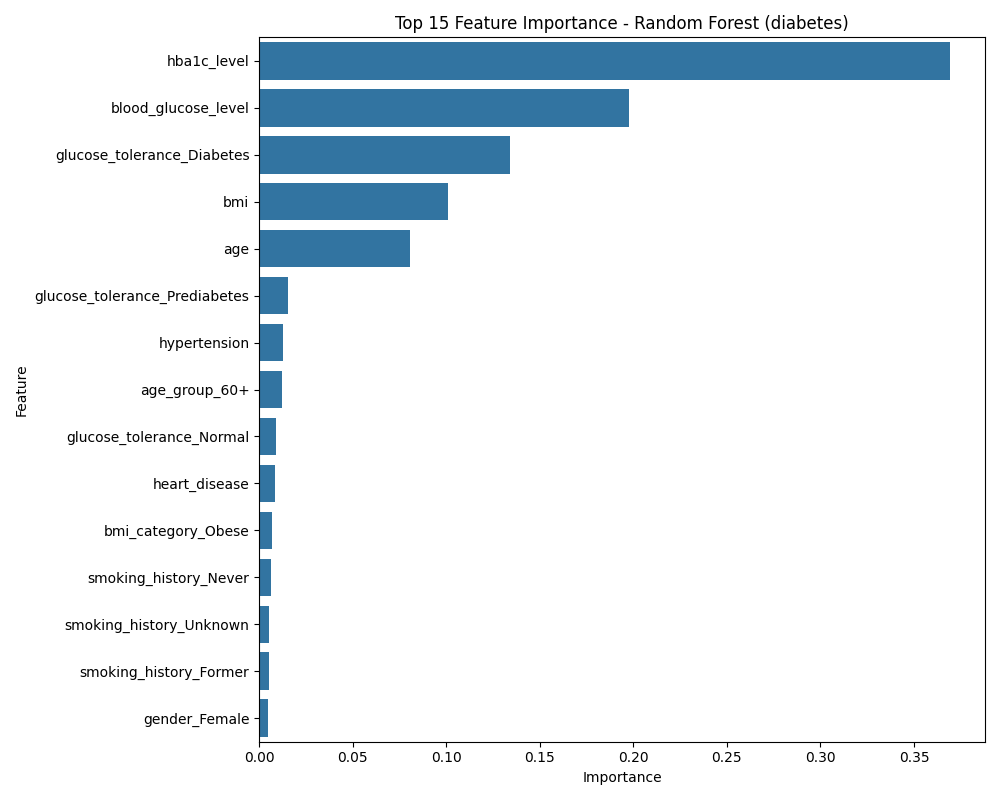 Top 15 Feature Importance - Random Forest (diabetes)
hba1c_level
blood_glucose_level
glucose_tolerance_Diabetes
bmi
age
glucose_tolerance_Prediabetes
hypertension
age_group_60+
glucose_tolerance_Normal
heart_disease
bmi_category_Obese
smoking_history_Never
smoking_history_Unknown
smoking_history_Former
gender_Female
Feature
0.00 0.05 0.10 0.15 0.20 0.25 0.30 0.35
Importance